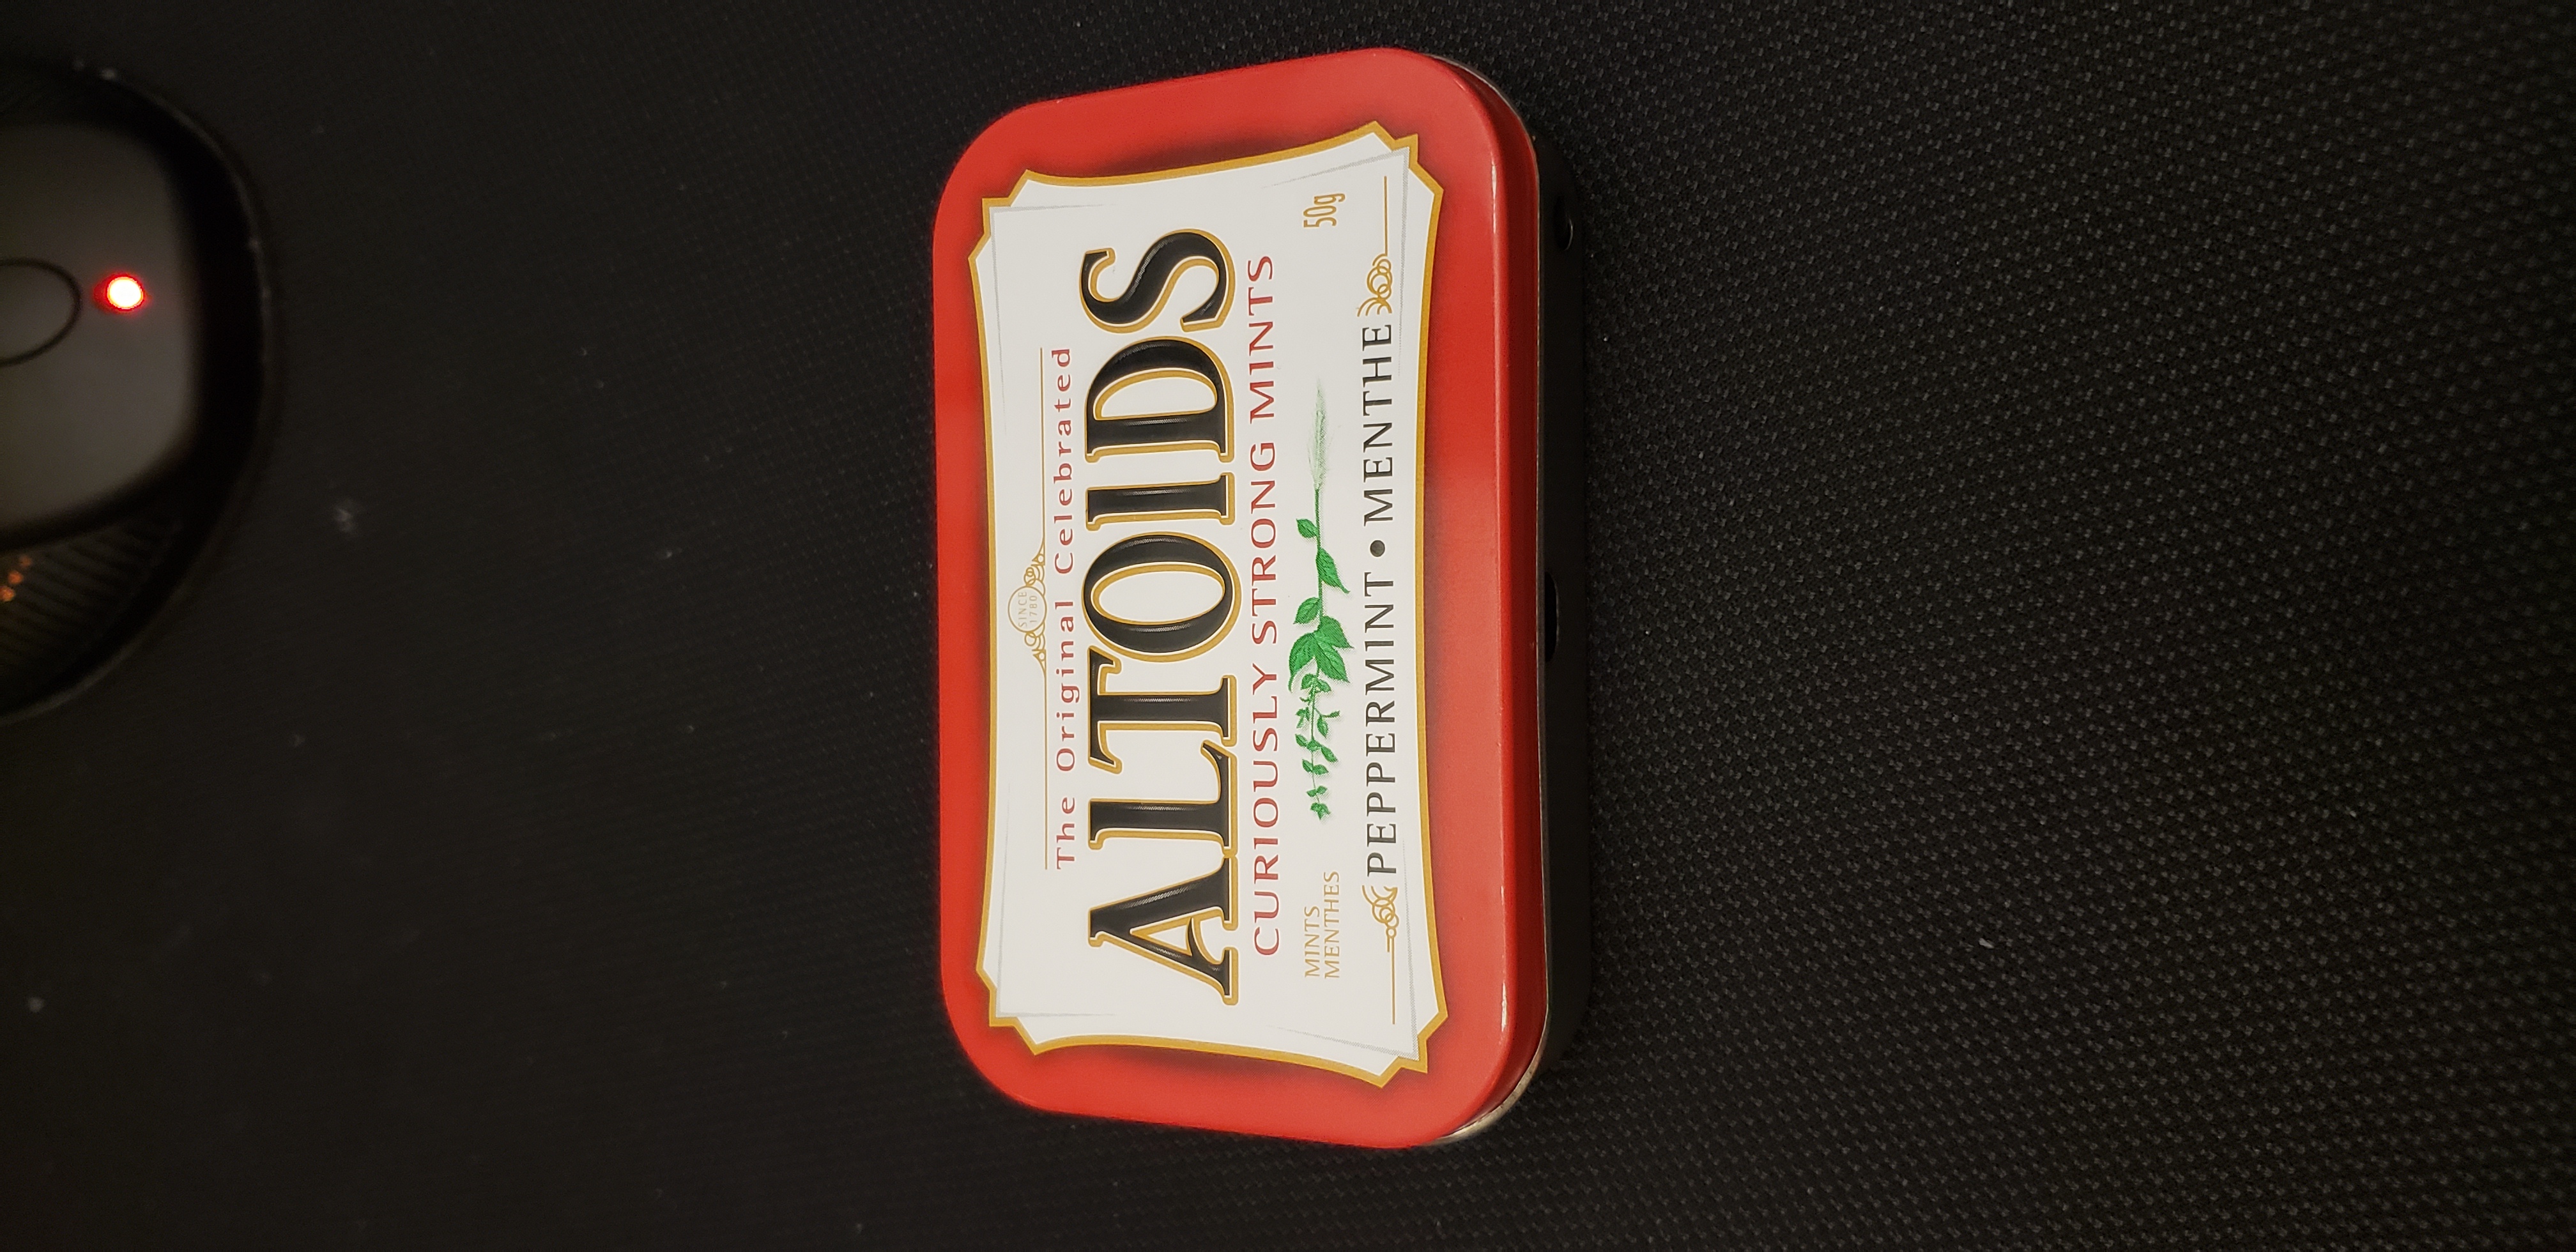 SINCE
1780
The Original Celebrated
ALTOIDS
CURIOUSLY STRONG MINTS
MINTS
MENTHES
50g
PEPPERMINT • MENTHE